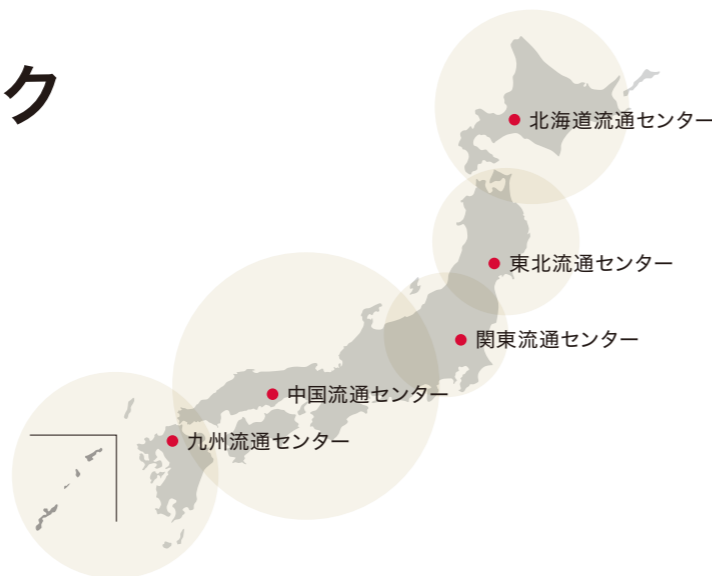 ク
北海道流通センター
東北流通センター
関東流通センター
中国流通センター
九州流通センター